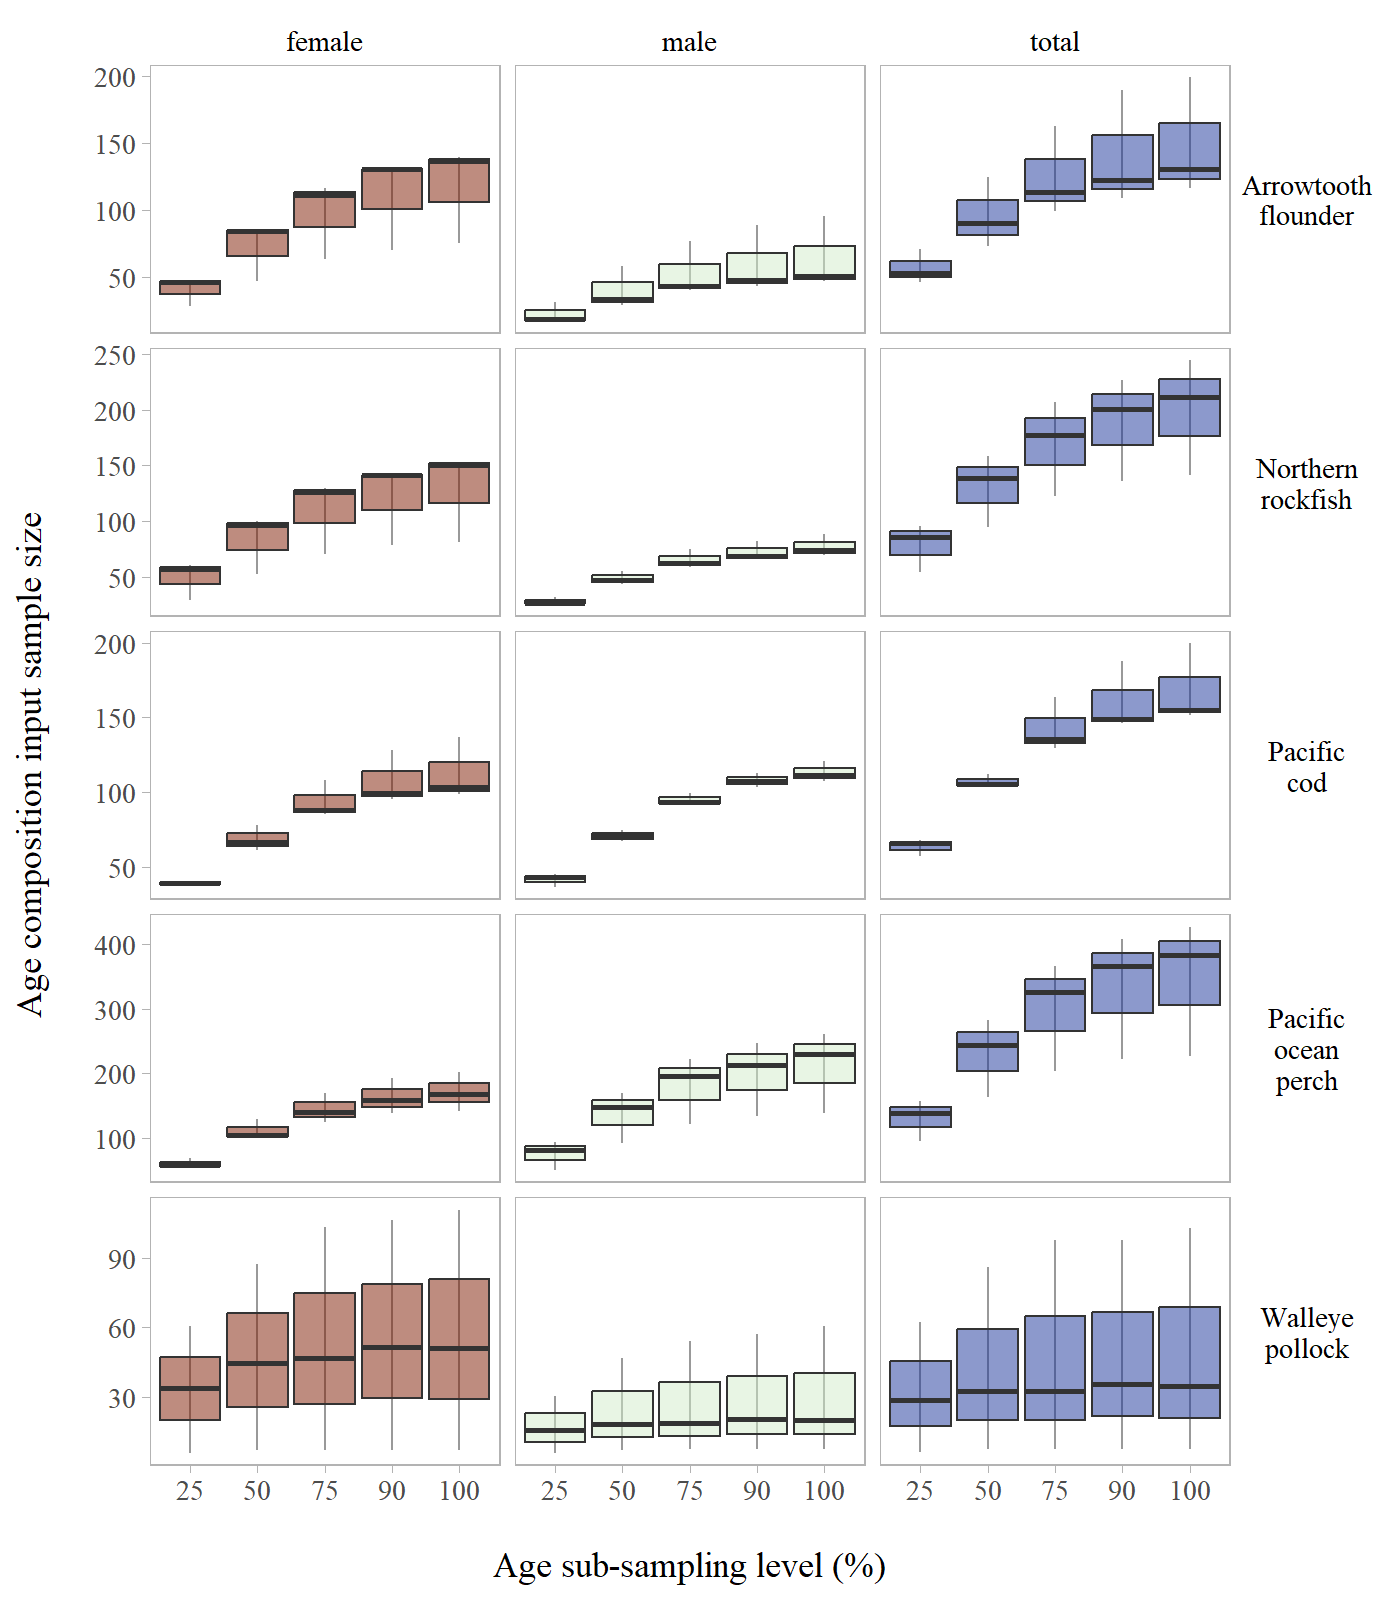 female male total
200
150
100
50
Arrowtooth
flounder
250
200
150
100
50
Northern
rockfish
200
150
100
50
Pacific
cod
400
300
200
100
Pacific
ocean
perch
90
60
30
Walleye
pollock
25 50 75 90 100 25 50 75 90 100 25 50 75 90 100
Age composition input sample size
Age sub-sampling level (%)